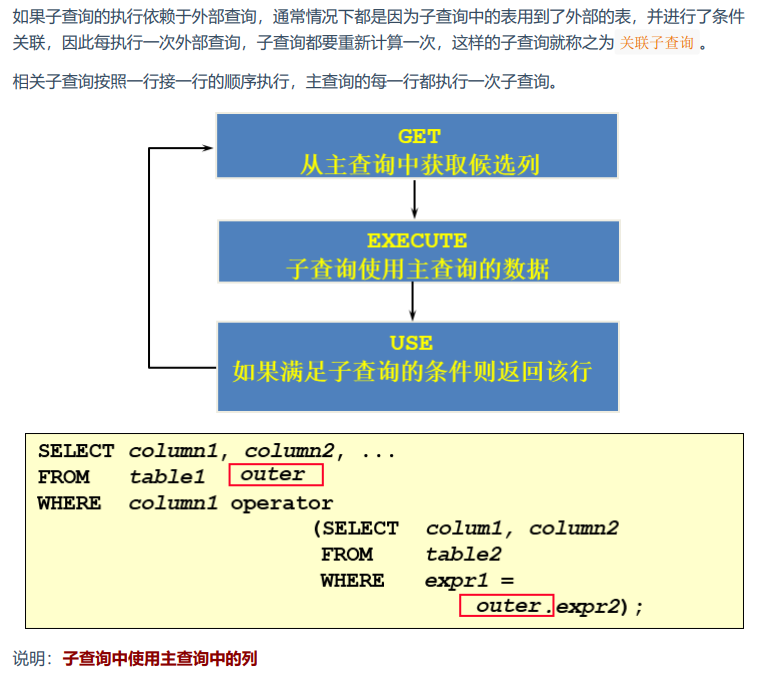 如果子查询的执行依赖于外部查询，通常情况下都是因为子查询中的表用到了外部的表，并进行了条件
关联，因此每执行一次外部查询，子查询都要重新计算一次，这样的子查询就称之为 关联子查询 。
相关子查询按照一行接一行的顺序执行，主查询的每一行都执行一次子查询。
GET
从主查询中获取候选列
EXECUTE
子查询使用主查询的数据
USE
如果满足子查询的条件则返回该行
SELECT column1, column2, ...
FROM table1 outer
WHERE column1 operator
(SELECT colum1, column2
FROM table2
WHERE expr1 =
outer.expr2);
说明：子查询中使用主查询中的列